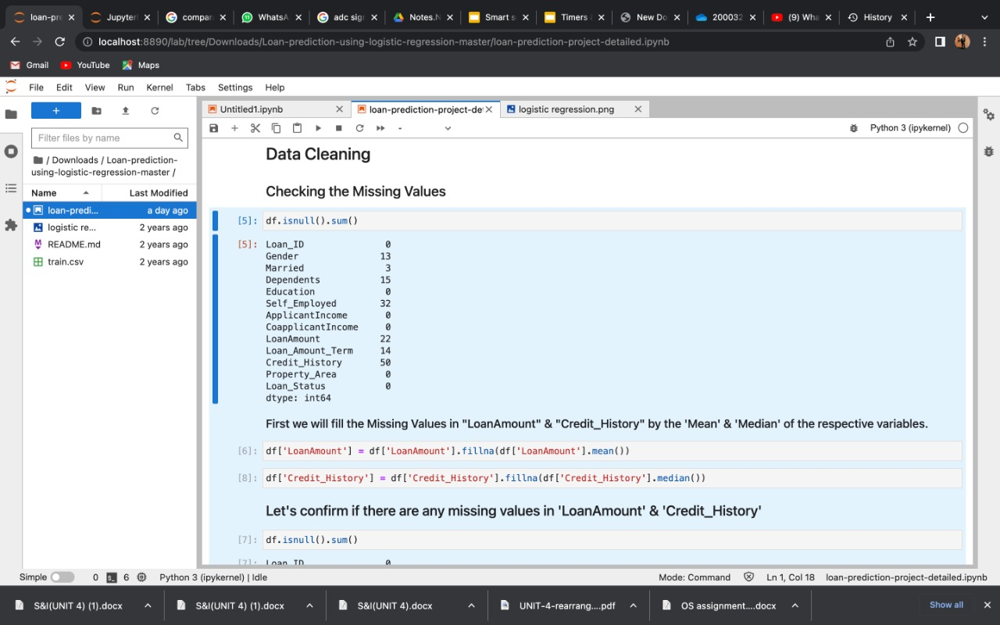 loan-pre
Jupyter
compar
WhatsA
adc sig
Notes.N
Smart s
Timers &
New Do
200032
(9) Wha
History
localhost:8890/lab/tree/Downloads/Loan-prediction-using-logistic-regression-master/loan-prediction-project-detailed.ipynb
Gmail YouTube Maps
File Edit View Run Kernel Tabs Settings Help
Filter files by name
/ Downloads / Loan-prediction-
using-logistic-regression-master /
Name Last Modified
loan-predi... a day ago
logistic re... 2 years ago
README.md 2 years ago
train.csv 2 years ago
Untitled1.ipynb loan-prediction-project-de logistic regression.png
Python 3 (ipykernel)
Data Cleaning
Checking the Missing Values
[5]: df.isnull().sum()
[5]: Loan_ID 0
Gender 13
Married 3
Dependents 15
Education 0
Self_Employed 32
ApplicantIncome 0
CoapplicantIncome 0
LoanAmount 22
Loan_Amount_Term 14
Credit_History 50
Property_Area 0
Loan_Status 0
dtype: int64
First we will fill the Missing Values in "LoanAmount" & "Credit_History" by the 'Mean' & 'Median' of the respective variables.
[6]: df['LoanAmount'] = df['LoanAmount'].fillna(df['LoanAmount'].mean())
[8]: df['Credit_History'] = df['Credit_History'].fillna(df['Credit_History'].median())
Let's confirm if there are any missing values in 'LoanAmount' & 'Credit_History'
[7]: df.isnull().sum()
[7]: Loan_ID 0
Simple 0 6 Python 3 (ipykernel) | Idle Mode: Command Ln 1, Col 18 loan-prediction-project-detailed.ipynb
S&I(UNIT 4) (1).docx S&I(UNIT 4) (1).docx S&I(UNIT 4).docx UNIT-4-rearrang....pdf OS assignment....docx Show all